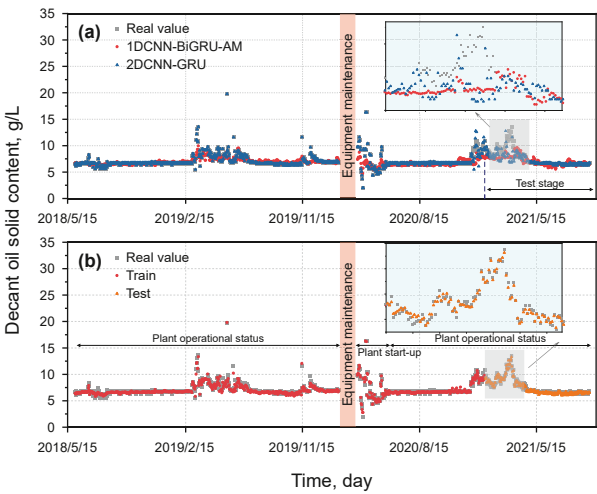 35
(a)
Real value
30
1DCNN-BiGRU-AM
25
2DCNN-GRU
20
15
10
5
0
Equipment maintenance
Test stage
2018/5/15
2019/2/15
2019/11/15
2020/8/15
2021/5/15
Decant oil solid content, g/L
35
(b)
Real value
30
Train
25
Test
20
Plant operational status
Plant operational status
15
Plant start-up
10
5
0
Equipment maintenance
2018/5/15
2019/2/15
2019/11/15
2020/8/15
2021/5/15
Time, day